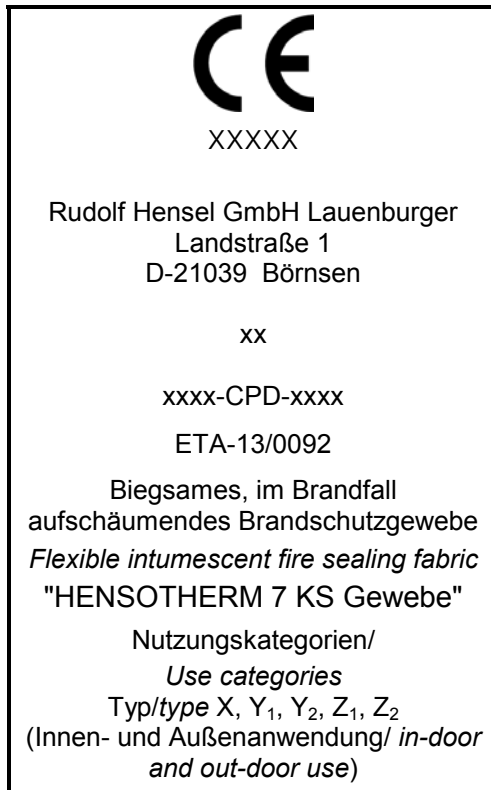 CE
XXXXX
Rudolf Hensel GmbH Lauenburger
Landstraße 1
D-21039 Börnsen
xx
xxxx-CPD-xxxx
ETA-13/0092
Biegsames, im Brandfall
aufschäumendes Brandschutzgewebe
Flexible intumescent fire sealing fabric
"HENSOTHERM 7 KS Gewebe"
Nutzungskategorien/
Use categories
Typ/type X, Y₁, Y₂, Z₁, Z₂
(Innen- und Außenanwendung/ in-door
and out-door use)